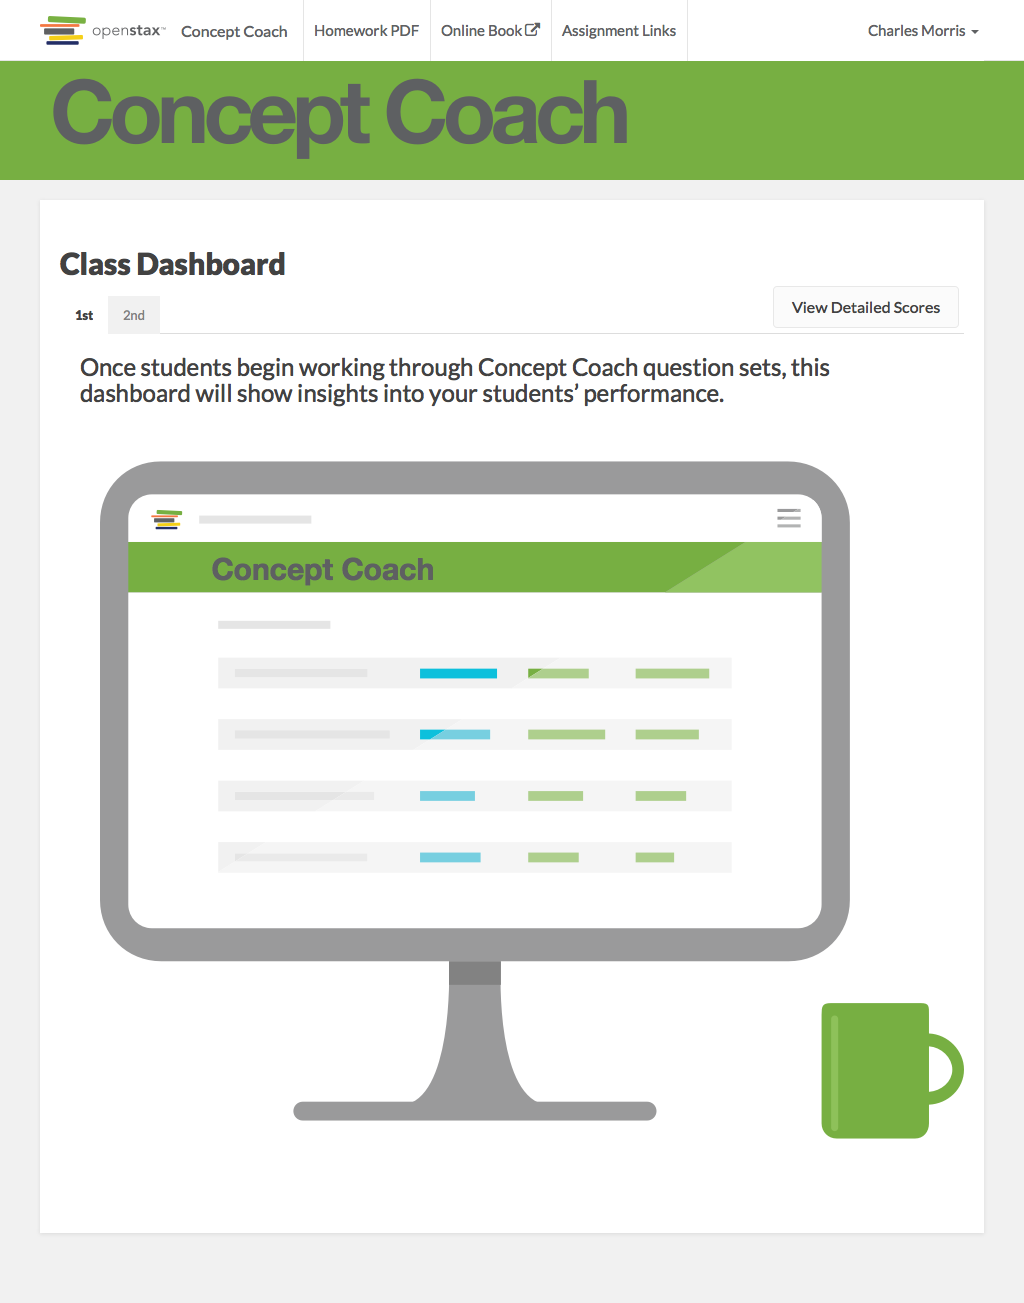 openstax™ Concept Coach Homework PDF Online Book Assignment Links Charles Morris
Concept Coach
Class Dashboard
1st 2nd View Detailed Scores
Once students begin working through Concept Coach question sets, this
dashboard will show insights into your students’ performance.
Concept Coach